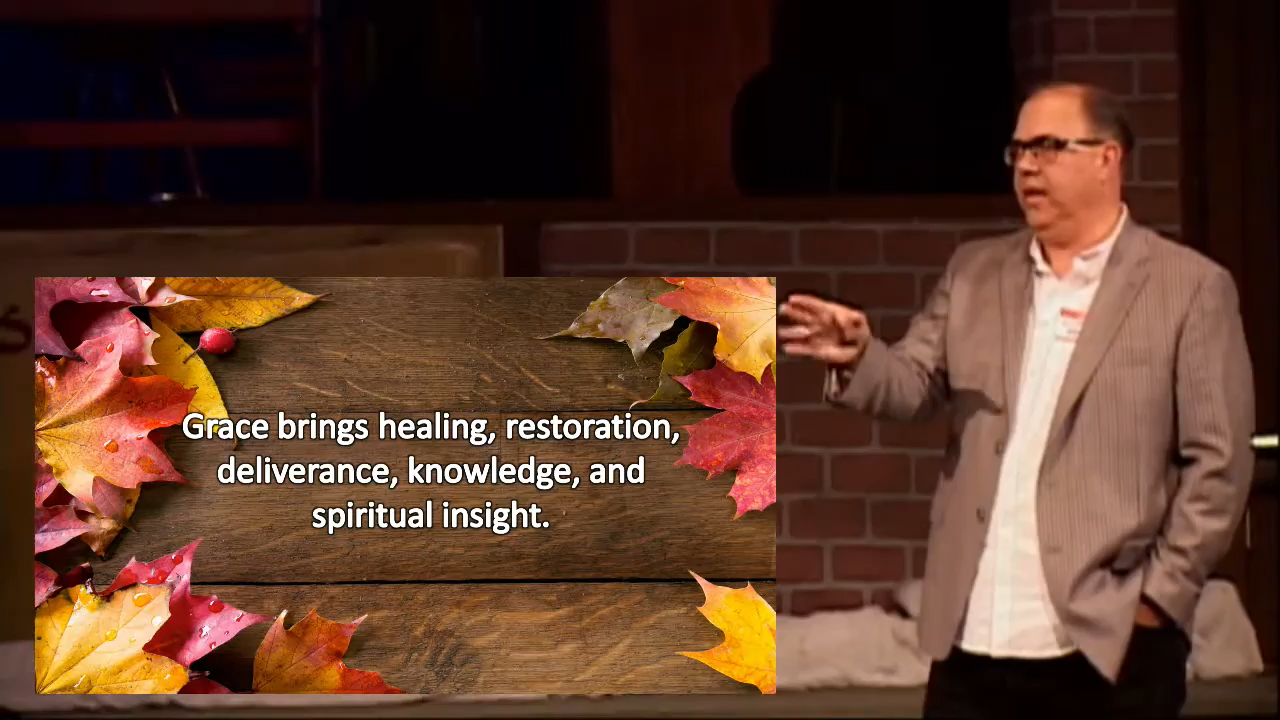 Grace brings healing, restoration,
deliverance, knowledge, and
spiritual insight.